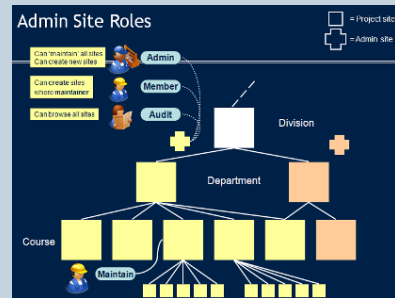 Admin Site Roles
= Project site
= Admin site
Can 'maintain' all sites
Can create new sites
Admin
Can create sites
where maintainer
Member
Can browse all sites
Audit
Division
Department
Course
Maintain